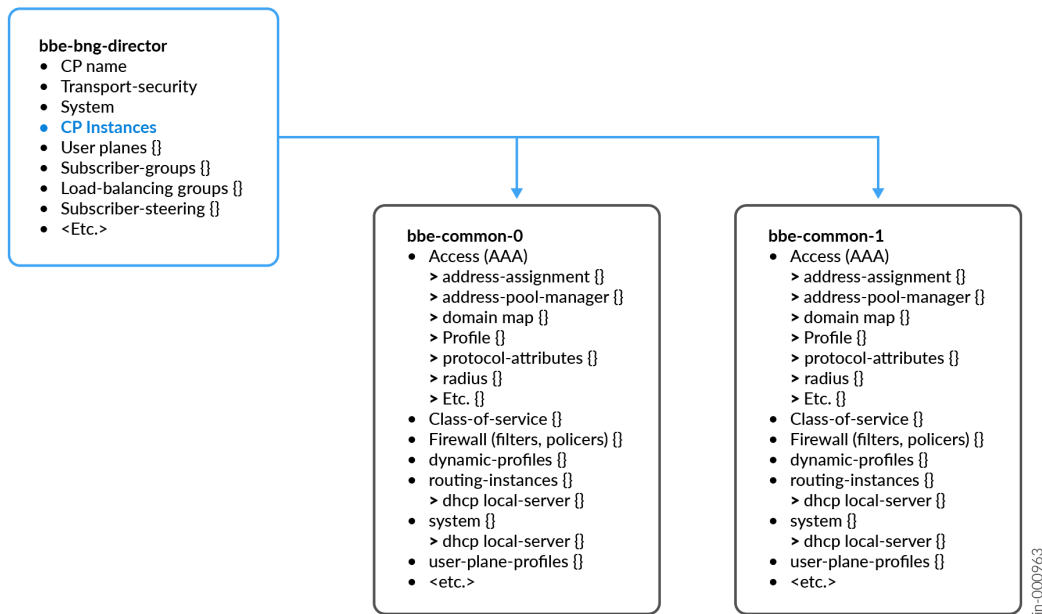 bbe-bng-director
• CP name
• Transport-security
• System
• CP Instances
• User planes {}
• Subscriber-groups {}
• Load-balancing groups {}
• Subscriber-steering {}
• <Etc.>
bbe-common-0
• Access (AAA)
> address-assignment {}
> address-pool-manager {}
> domain map {}
> Profile {}
> protocol-attributes {}
> radius {}
> Etc. {}
• Class-of-service {}
• Firewall (filters, policers) {}
• dynamic-profiles {}
• routing-instances {}
> dhcp local-server {}
• system {}
> dhcp local-server {}
• user-plane-profiles {}
• <etc.>
bbe-common-1
• Access (AAA)
> address-assignment {}
> address-pool-manager {}
> domain map {}
> Profile {}
> protocol-attributes {}
> radius {}
> Etc. {}
• Class-of-service {}
• Firewall (filters, policers) {}
• dynamic-profiles {}
• routing-instances {}
> dhcp local-server {}
• system {}
> dhcp local-server {}
• user-plane-profiles {}
• <etc.>
jn-000963